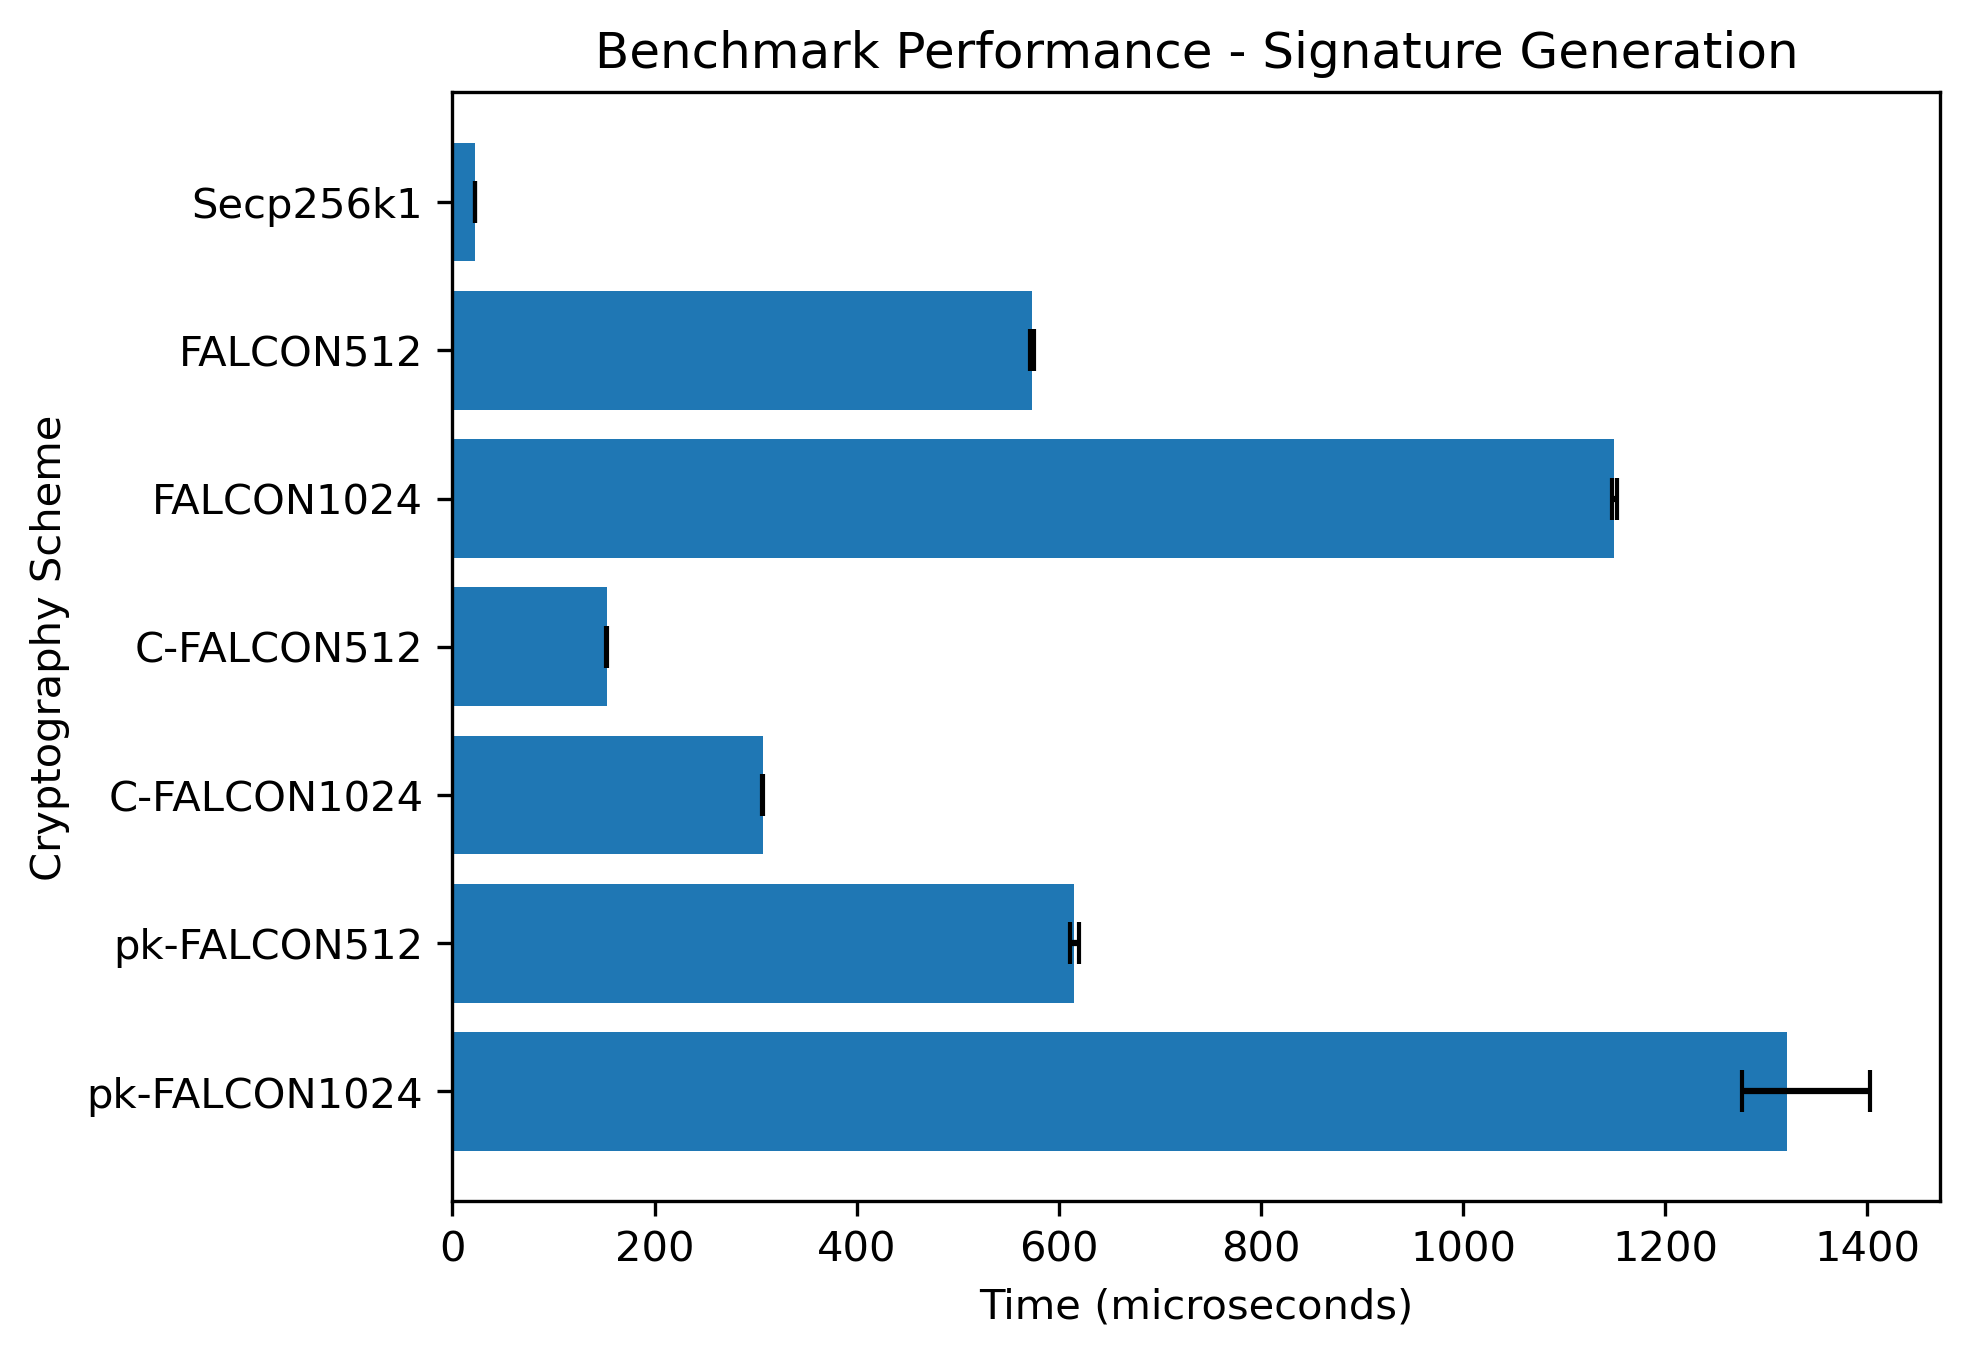 Benchmark Performance - Signature Generation
Secp256k1
FALCON512
FALCON1024
C-FALCON512
C-FALCON1024
pk-FALCON512
pk-FALCON1024
Cryptography Scheme
0 200 400 600 800 1000 1200 1400
Time (microseconds)